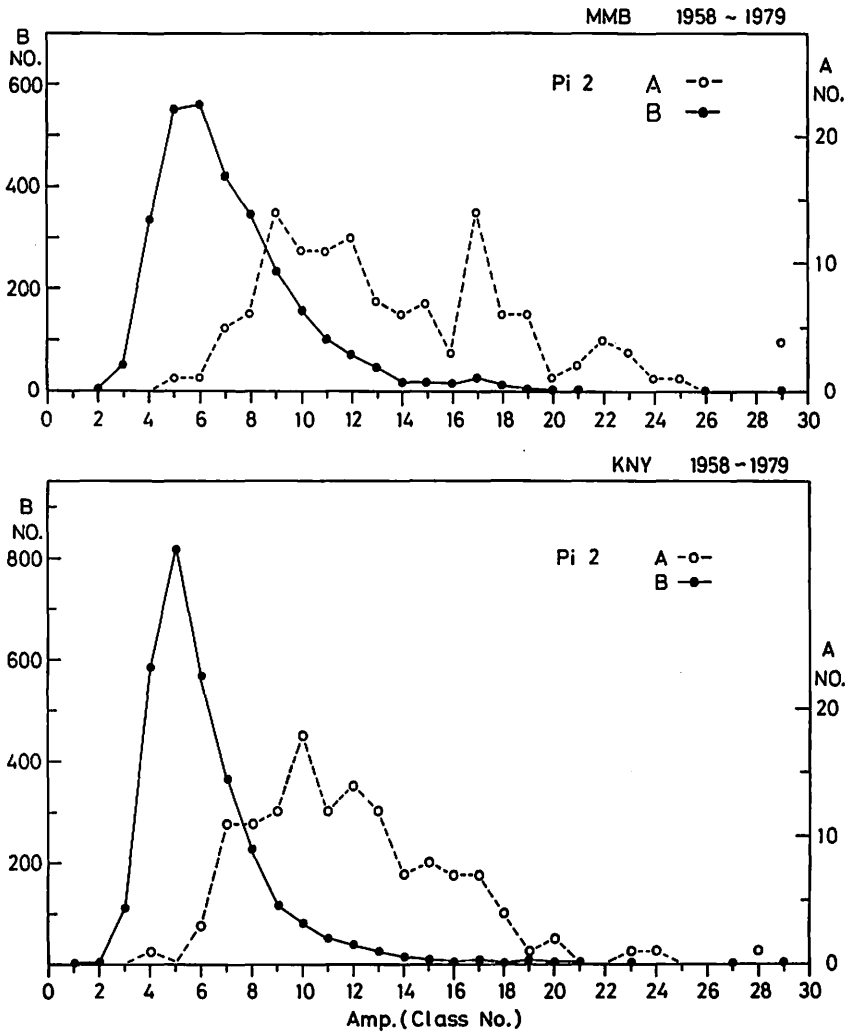 MMB 1958 ~ 1979
B
NO.
600
400
200
0
Pi 2 A
B
A
NO.
20
10
0
0 2 4 6 8 10 12 14 16 18 20 22 24 26 28 30
KNY 1958 ~ 1979
B
NO.
800
600
400
200
Pi 2 A
B
A
NO.
20
10
0
0 2 4 6 8 10 12 14 16 18 20 22 24 26 28 30
Amp.(Class No.)